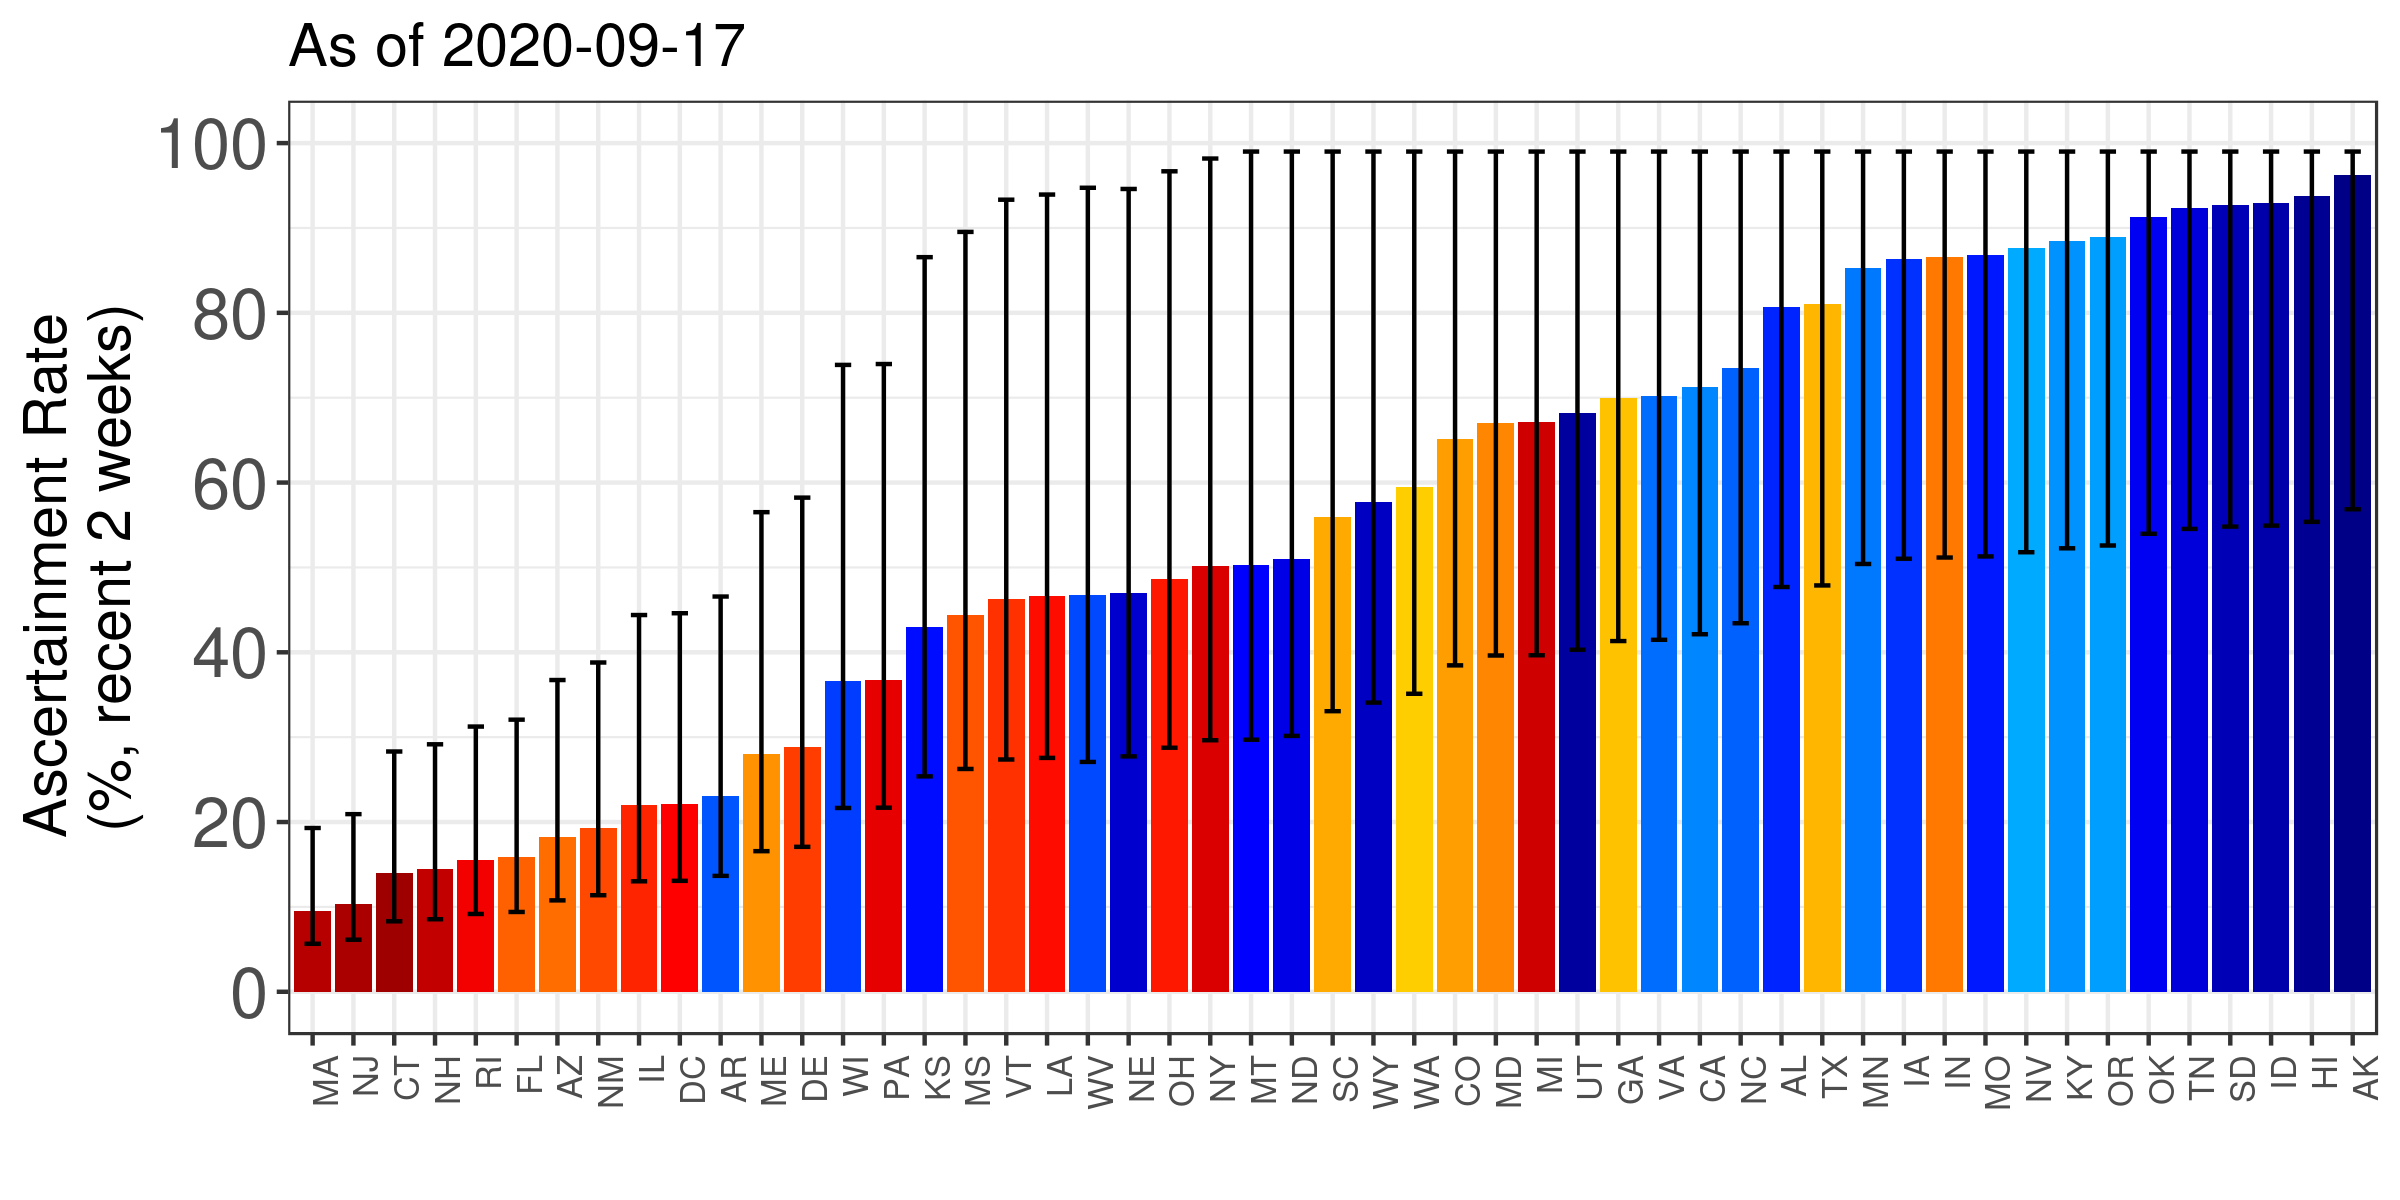 As of 2020-09-17
Ascertainment Rate
(%, recent 2 weeks)
100
80
60
40
20
0
MA NJ CT NH RI FL AZ NM IL DC AR ME DE WI PA KS MS VT LA WV NE OH NY MT ND SC WY WA CO MD MI UT GA VA CA NC AL TX MN IA IN MO NV KY OR OK TN SD ID HI AK